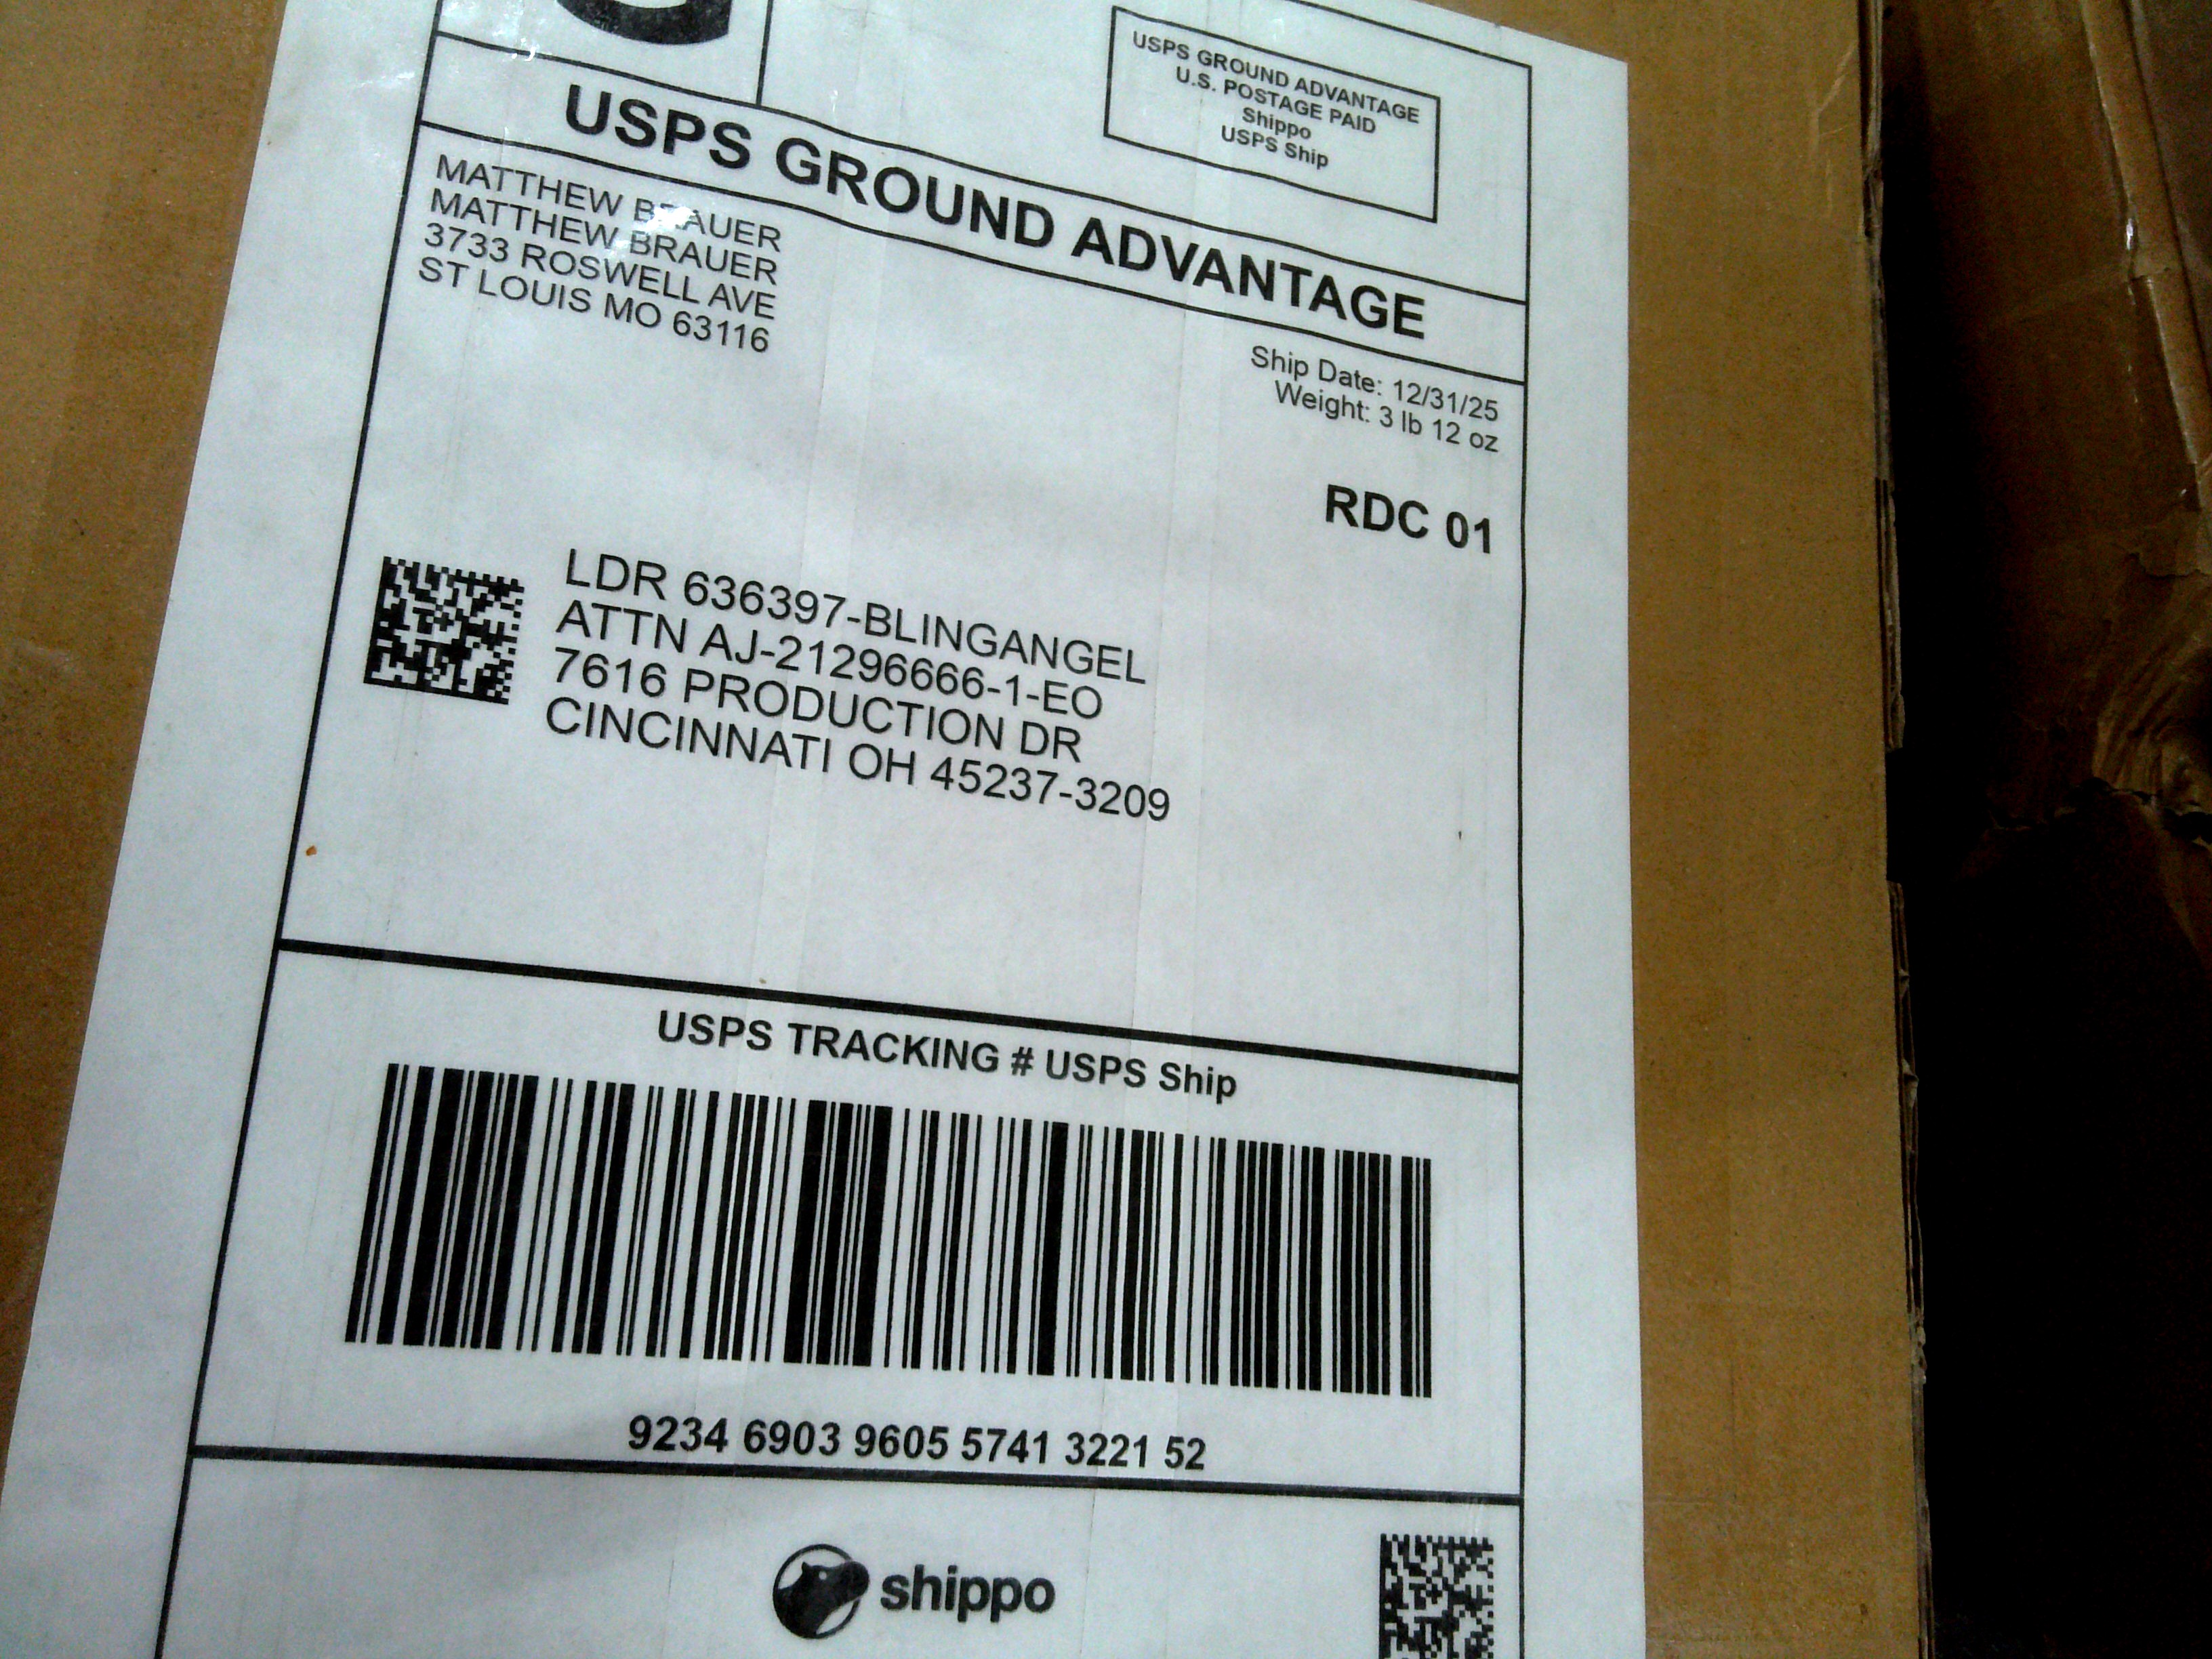 USPS GROUND ADVANTAGE
U.S. POSTAGE PAID
Shippo
USPS Ship
USPS GROUND ADVANTAGE
MATTHEW BRAUER
MATTHEW BRAUER
3733 ROSWELL AVE
ST LOUIS MO 63116
Ship Date: 12/31/25
Weight: 3 lb 12 oz
RDC 01
LDR 636397-BLINGANGEL
ATTN AJ-21296666-1-EO
7616 PRODUCTION DR
CINCINNATI OH 45237-3209
USPS TRACKING # USPS Ship
9234 6903 9605 5741 3221 52
shippo